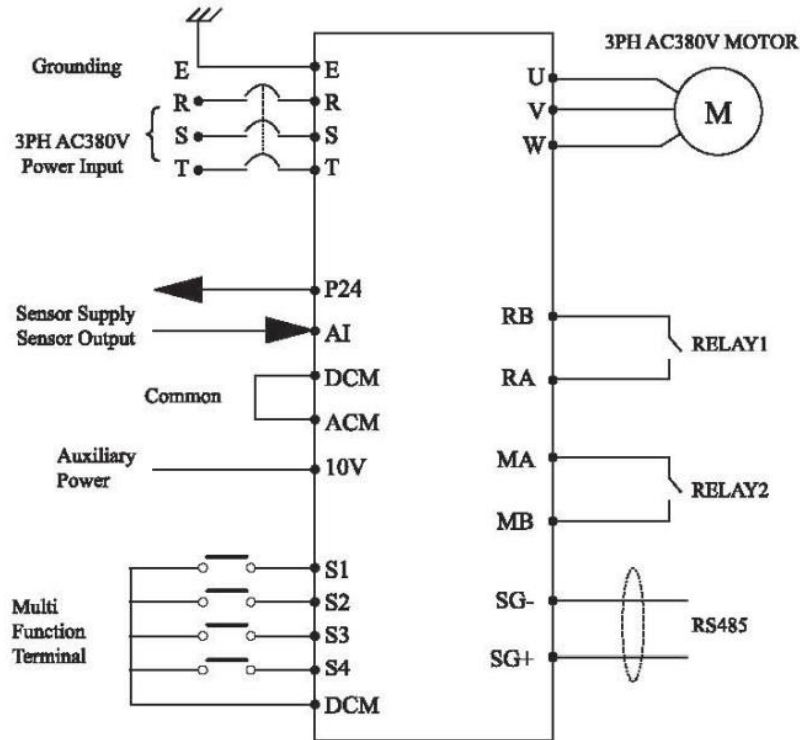 3PH AC380V MOTOR
Grounding
E
E
R
R
3PH AC380V
Power Input
S
S
T
T
U
V
W
M
P24
Sensor Supply
Sensor Output
AI
DCM
Common
ACM
Auxiliary
Power
10V
RB
RELAY1
RA
MA
RELAY2
MB
Multi
Function
Terminal
S1
S2
S3
S4
DCM
SG-
RS485
SG+